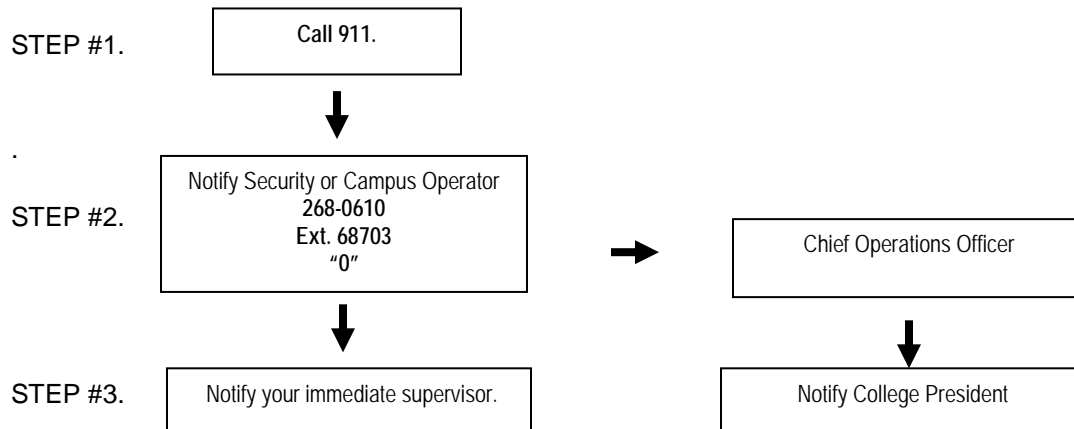 STEP #1.
Call 911.
.
STEP #2.
Notify Security or Campus Operator
268-0610
Ext. 68703
“0”
Chief Operations Officer
STEP #3.
Notify your immediate supervisor.
Notify College President